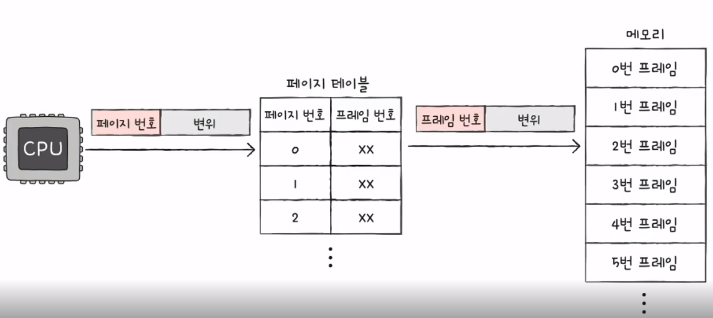 메모리
페이지 테이블
CPU
페이지 번호 변위
페이지 번호 프레임 번호
0 XX
1 XX
2 XX
프레임 번호 변위
0번 프레임
1번 프레임
2번 프레임
3번 프레임
4번 프레임
5번 프레임